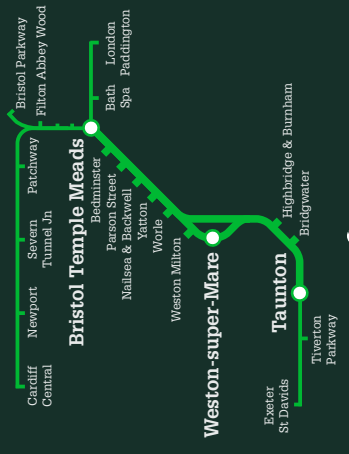 Bristol Parkway
Filton Abbey Wood
London
Paddington
Bath
Spa
Patchway
Severn
Tunnel Jn
Newport
Cardiff
Central
Bristol Temple Meads
Bedminster
Parson Street
Nailsea & Backwell
Yatton
Worle
Weston Milton
Weston-super-Mare
Highbridge & Burnham
Bridgwater
Taunton
Tiverton
Parkway
Exeter
St Davids